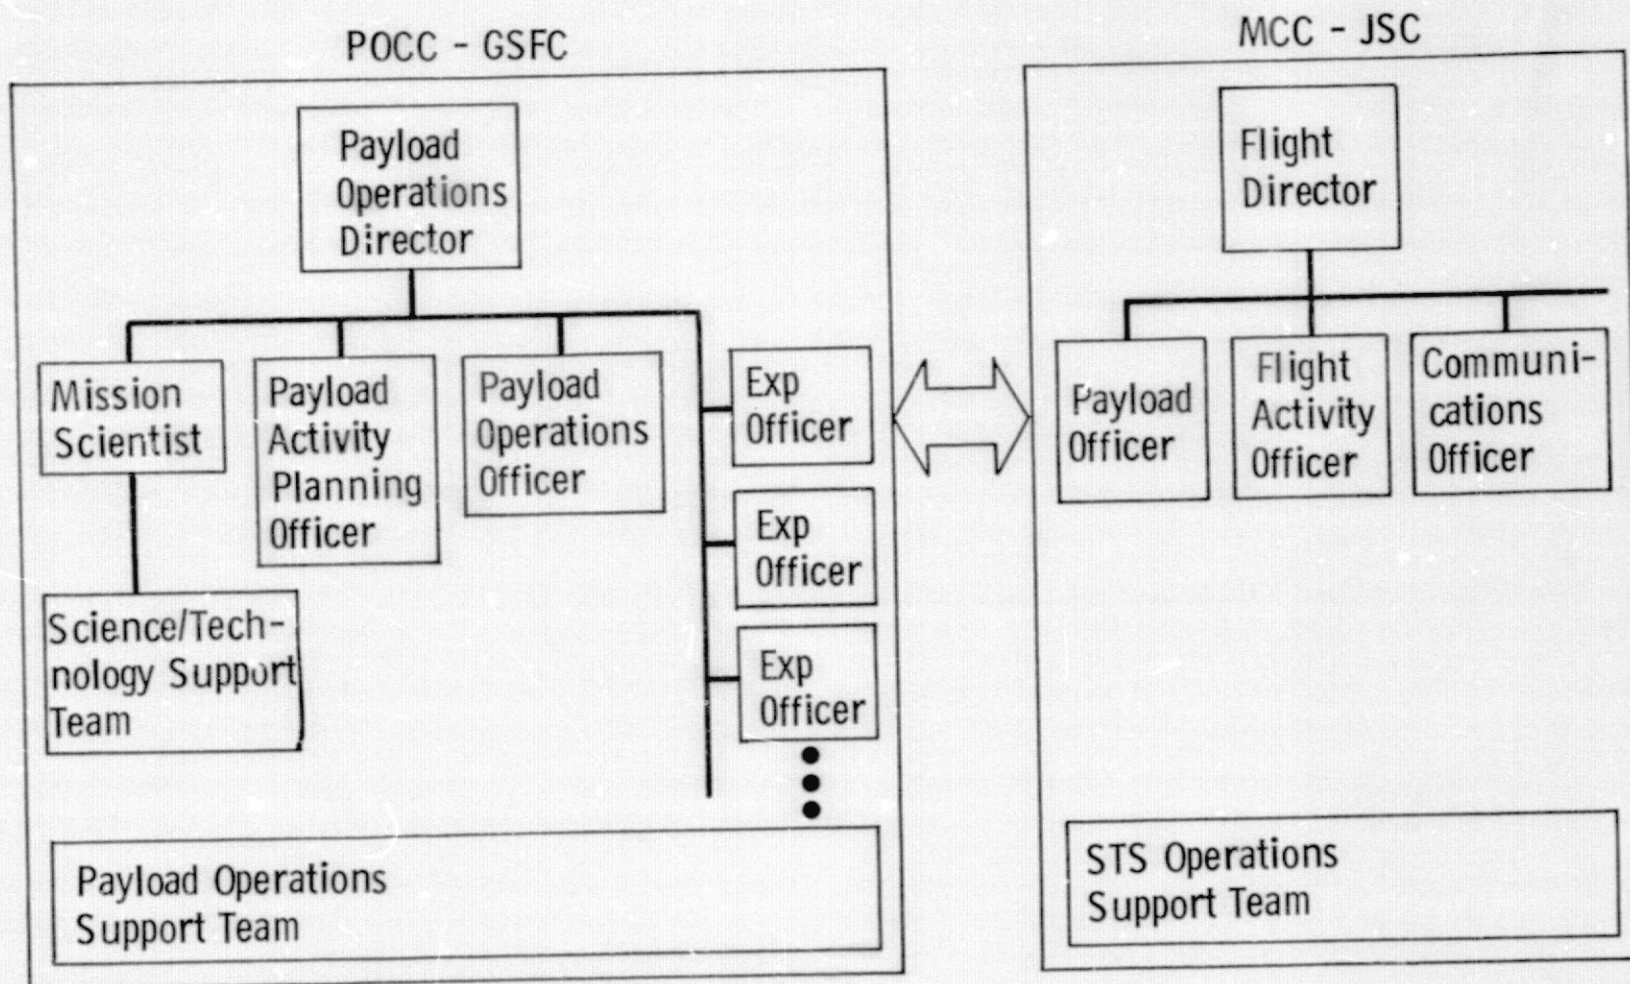 POCC - GSFC
Payload
Operations
Director
Mission
Scientist
Payload
Activity
Planning
Officer
Payload
Operations
Officer
Exp
Officer
Exp
Officer
Exp
Officer
Science/Tech-
nology Support
Team
Payload Operations
Support Team
MCC - JSC
Flight
Director
Payload
Officer
Flight
Activity
Officer
Communi-
cations
Officer
STS Operations
Support Team